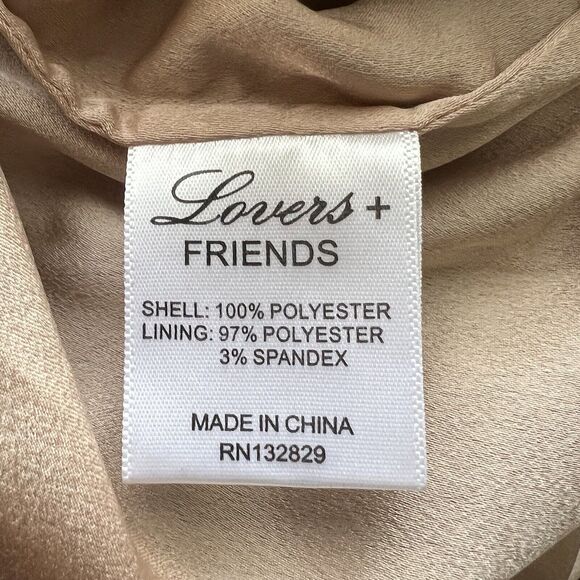 Lovers +
FRIENDS
SHELL: 100% POLYESTER
LINING: 97% POLYESTER
3% SPANDEX
MADE IN CHINA
RN132829